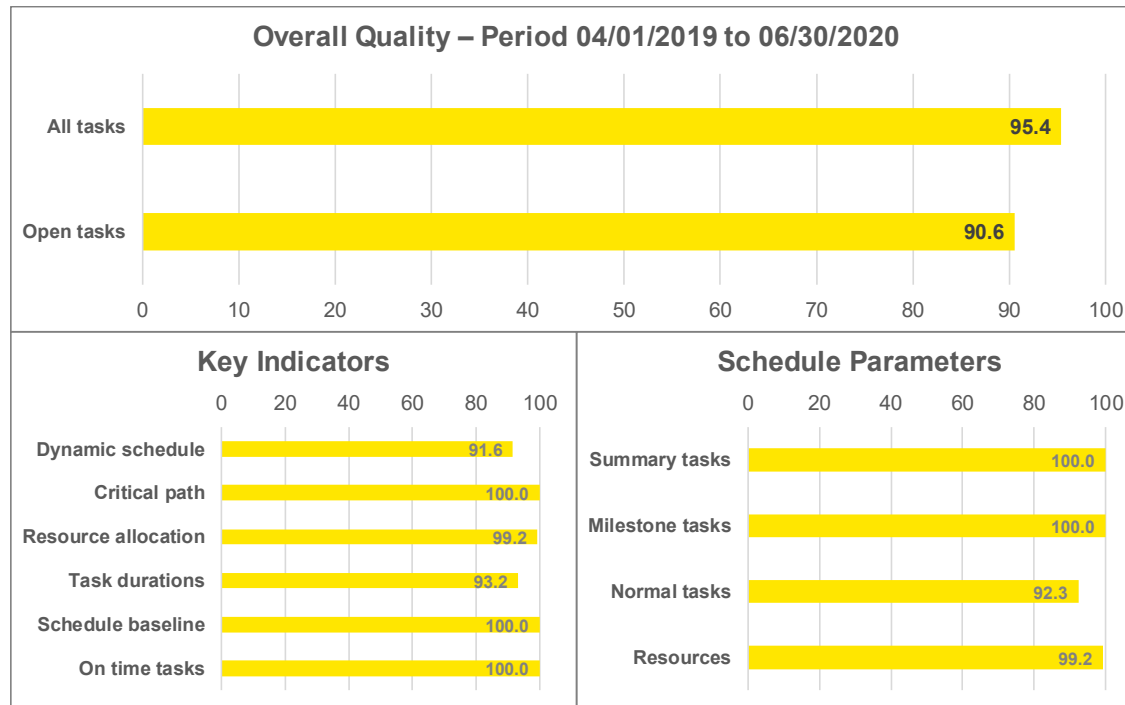 Overall Quality – Period 04/01/2019 to 06/30/2020
All tasks 95.4
Open tasks 90.6
0 10 20 30 40 50 60 70 80 90 100
Key Indicators
0 20 40 60 80 100
Dynamic schedule 91.6
Critical path 100.0
Resource allocation 99.2
Task durations 93.2
Schedule baseline 100.0
On time tasks 100.0
Schedule Parameters
0 20 40 60 80 100
Summary tasks 100.0
Milestone tasks 100.0
Normal tasks 92.3
Resources 99.2